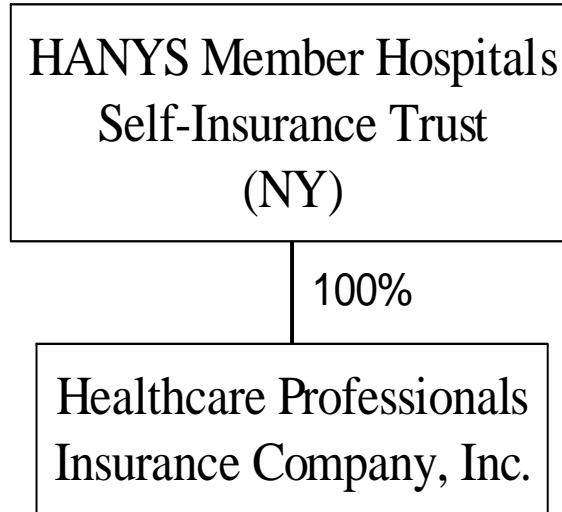 HANYS Member Hospitals
Self-Insurance Trust
(NY)
100%
Healthcare Professionals
Insurance Company, Inc.